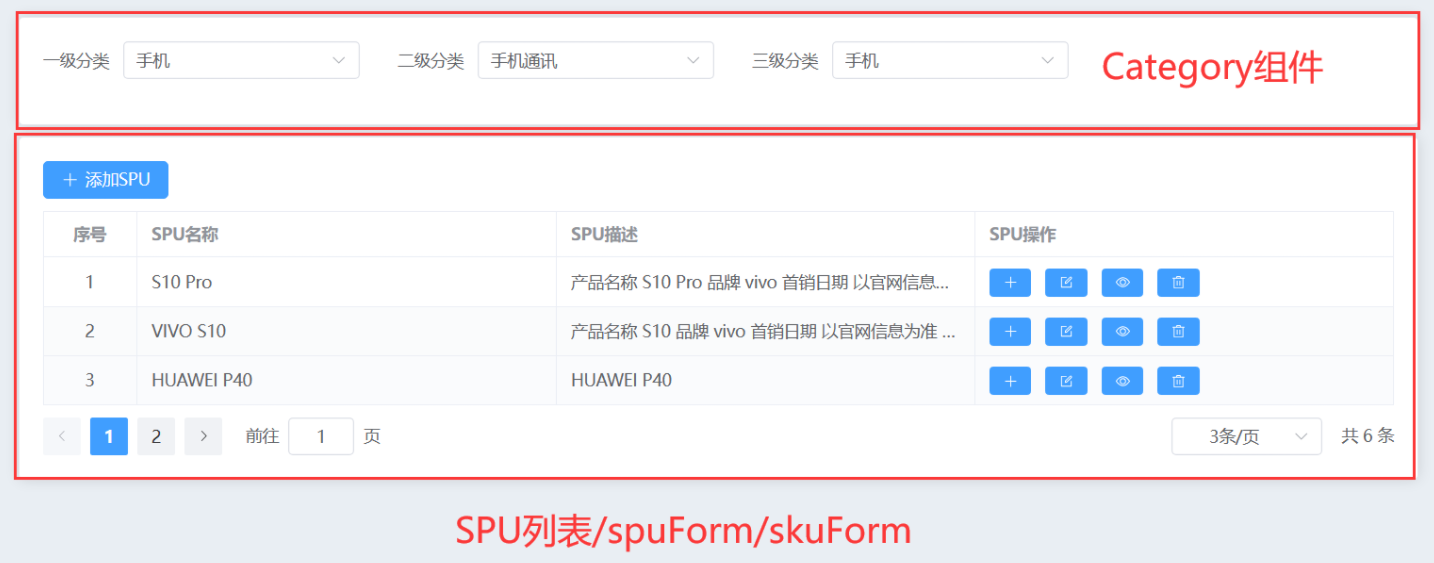 一级分类 手机 二级分类 手机通讯 三级分类 手机 Category组件
添加SPU
序号 SPU名称 SPU描述 SPU操作
1 S10 Pro 产品名称 S10 Pro 品牌 vivo 首销日期 以官网信息...
2 VIVO S10 产品名称 S10 品牌 vivo 首销日期 以官网信息为准 ...
3 HUAWEI P40 HUAWEI P40
1 2 前往 1 页 3条/页 共 6 条
SPU列表/spuForm/skuForm